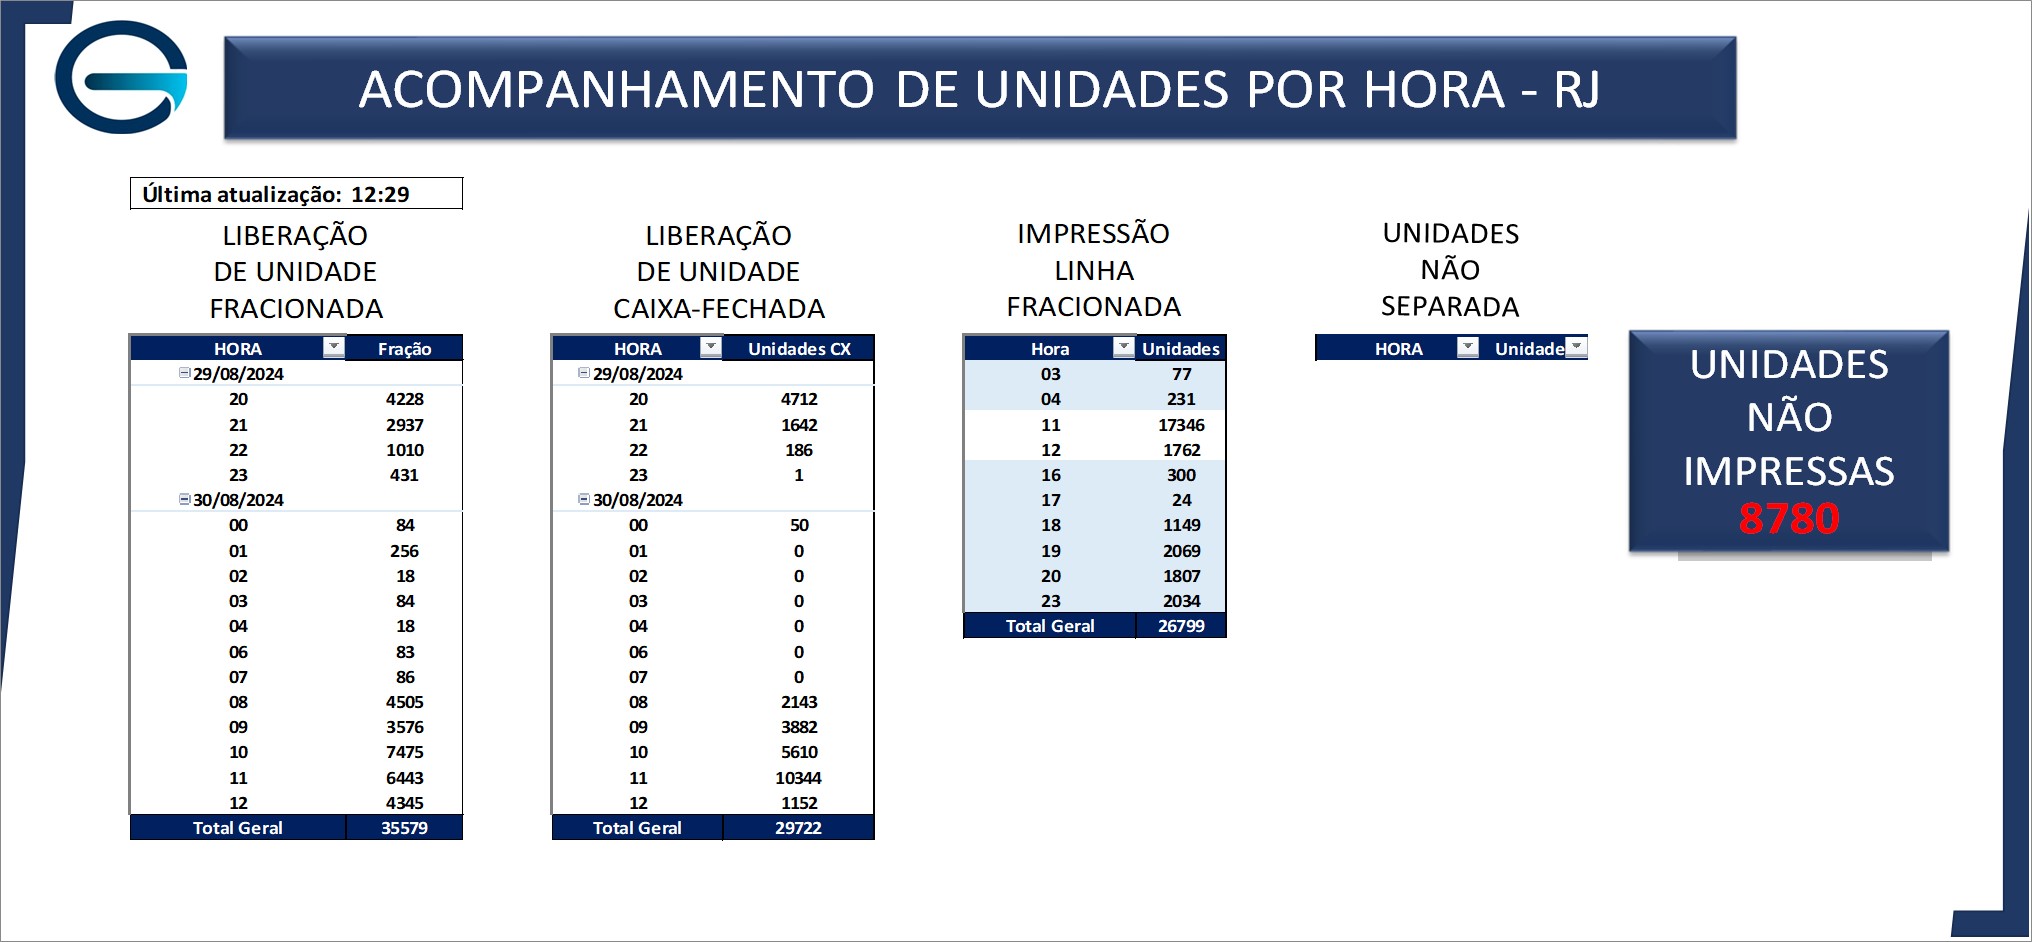 ACOMPANHAMENTO DE UNIDADES POR HORA - RJ
Última atualização: 12:29
LIBERAÇÃO
DE UNIDADE
FRACIONADA
HORA Fração
29/08/2024
20 4228
21 2937
22 1010
23 431
30/08/2024
00 84
01 256
02 18
03 84
04 18
06 83
07 86
08 4505
09 3576
10 7475
11 6443
12 4345
Total Geral 35579
LIBERAÇÃO
DE UNIDADE
CAIXA-FECHADA
HORA Unidades CX
29/08/2024
20 4712
21 1642
22 186
23 1
30/08/2024
00 50
01 0
02 0
03 0
04 0
06 0
07 0
08 2143
09 3882
10 5610
11 10344
12 1152
Total Geral 29722
IMPRESSÃO
LINHA
FRACIONADA
Hora Unidades
03 77
04 231
11 17346
12 1762
16 300
17 24
18 1149
19 2069
20 1807
23 2034
Total Geral 26799
UNIDADES
NÃO
SEPARADA
HORA Unidade
UNIDADES
NÃO
IMPRESSAS
8780